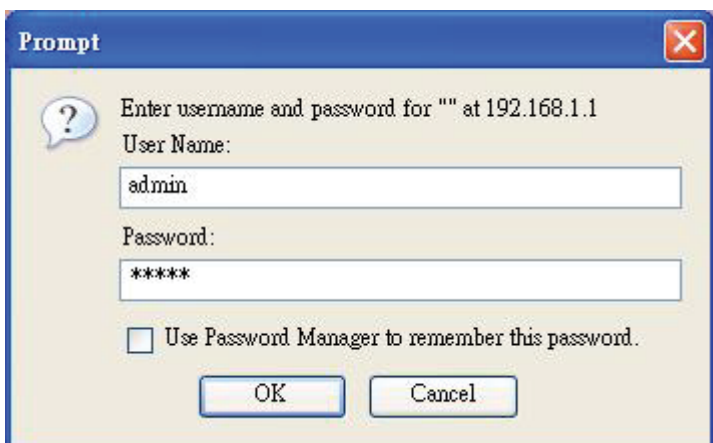 Prompt
Enter username and password for "" at 192.168.1.1
User Name:
admin
Password:
*****
Use Password Manager to remember this password.
OK
Cancel